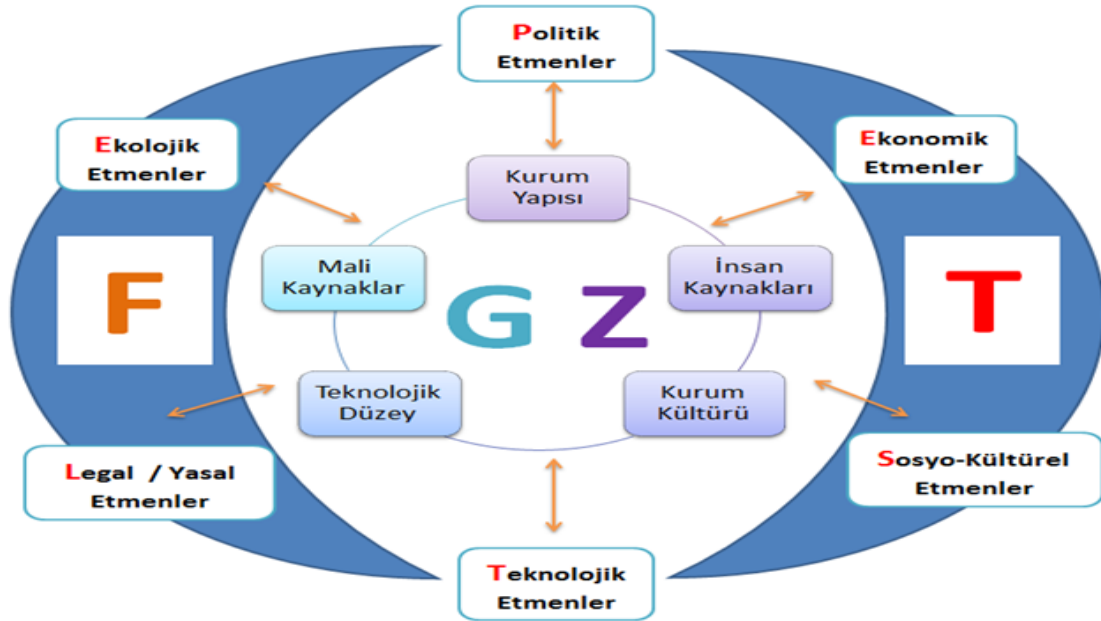 Politik
Etmenler
Ekolojik
Etmenler
Ekonomik
Etmenler
Kurum
Yapısı
Mali
Kaynaklar
İnsan
Kaynakları
F
G Z
T
Teknolojik
Düzey
Kurum
Kültürü
Legal / Yasal
Etmenler
Sosyo-Kültürel
Etmenler
Teknolojik
Etmenler